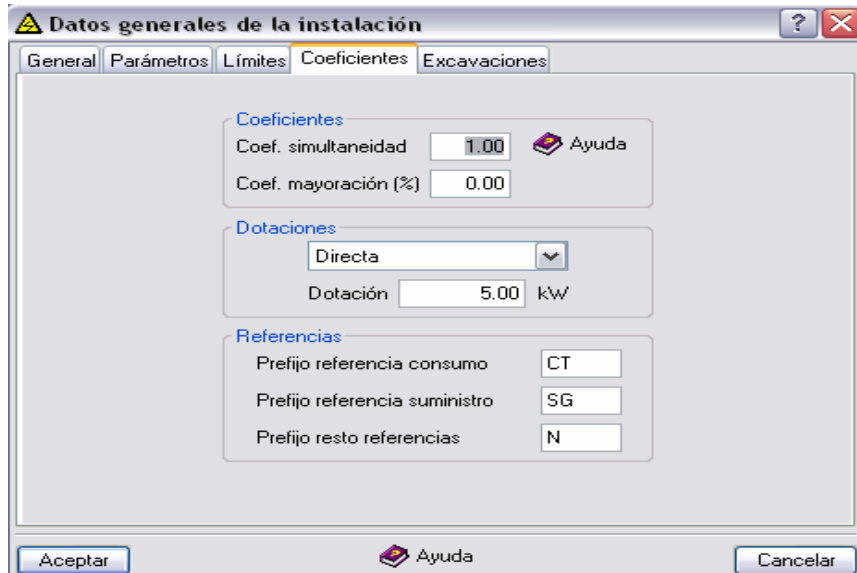 Datos generales de la instalación
General Parámetros Límites Coeficientes Excavaciones
Coeficientes
Coef. simultaneidad 1.00 Ayuda
Coef. mayoración (%) 0.00
Dotaciones
Directa
Dotación 5.00 kW
Referencias
Prefijo referencia consumo CT
Prefijo referencia suministro SG
Prefijo resto referencias N
Aceptar Ayuda Cancelar